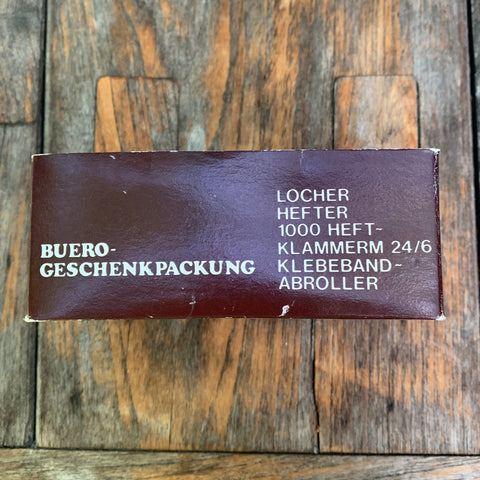 BUERO-
GESCHENKPACKUNG
LOCHER
HEFTER
1000 HEFT-
KLAMMERM 24/6
KLEBEBAND-
ABROLLER